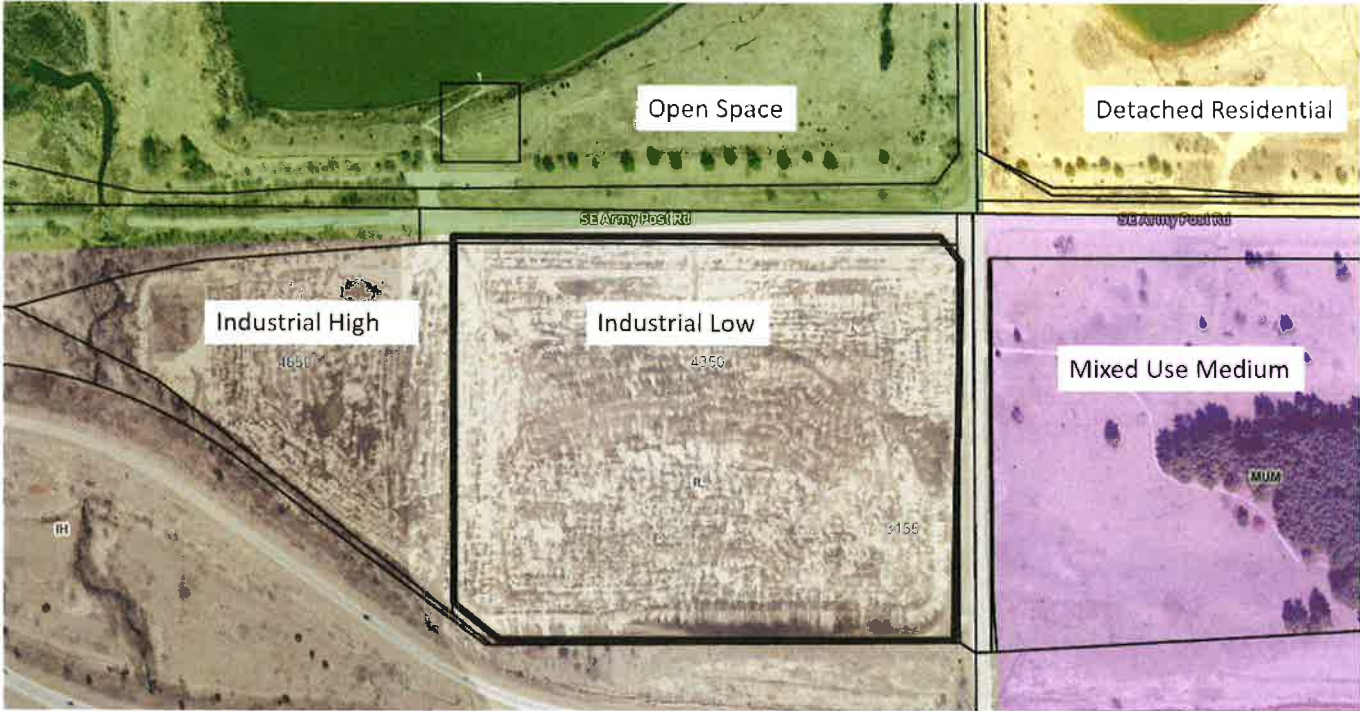 Open Space
Detached Residential
SE Army Post Rd
SE Army Post Rd
Industrial High
Industrial Low
4650
4350
Mixed Use Medium
IL
MUM
IH
3155